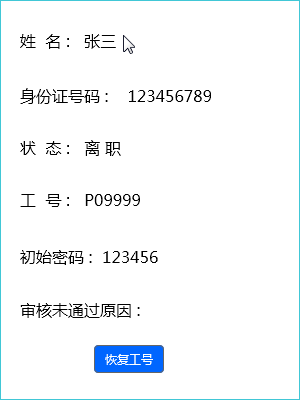 姓 名： 张三
身份证号码： 123456789
状 态： 离 职
工 号： P09999
初始密码：123456
审核未通过原因：
恢复工号